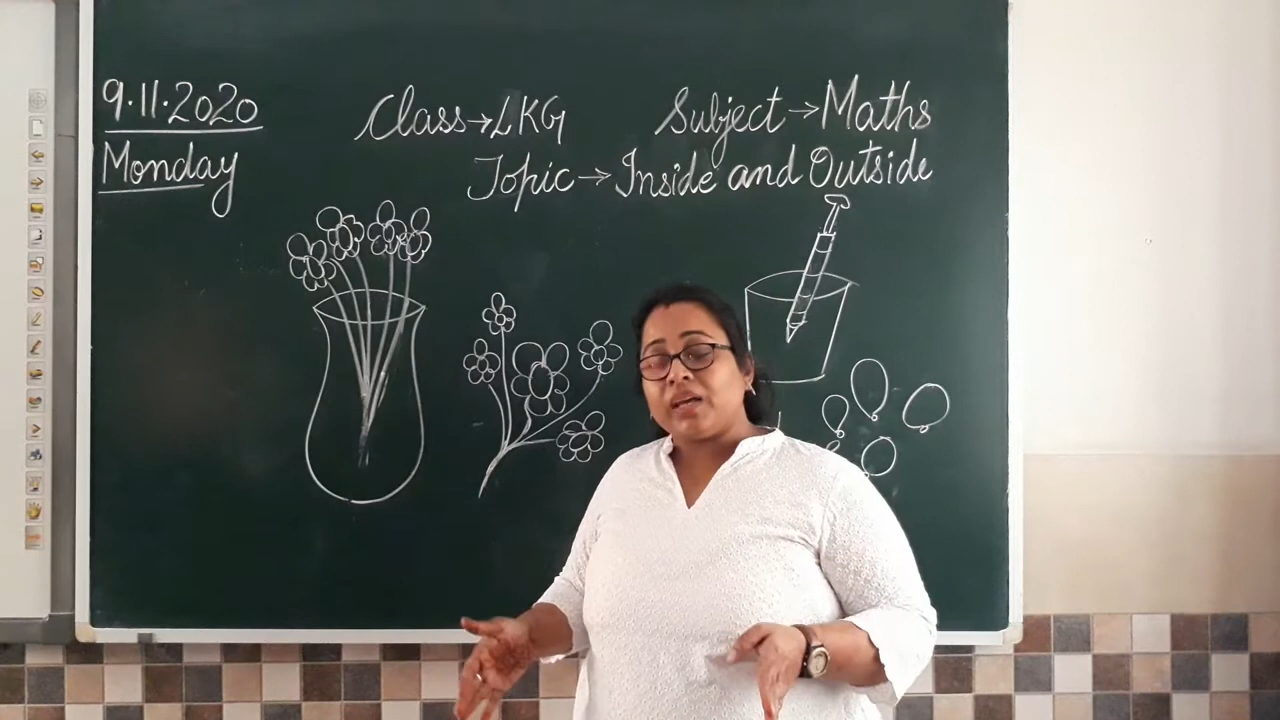 9.11.2020
Monday
Class→LKG
Subject→Maths
Topic→Inside and Outside